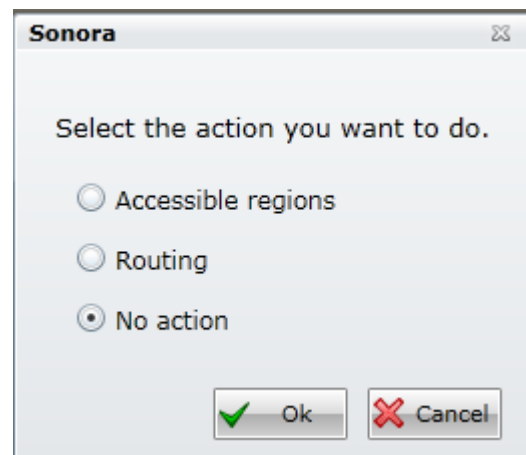 Sonora
Select the action you want to do.
Accessible regions
Routing
No action
Ok Cancel